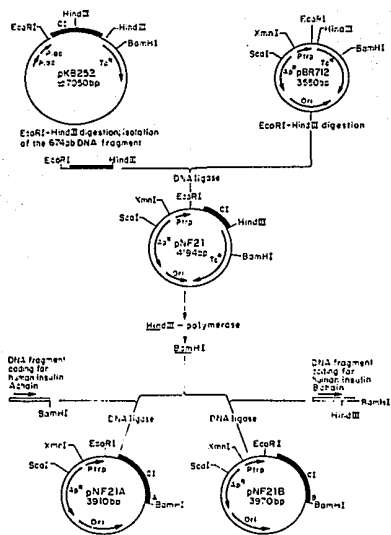 HindIII
EcoRI
CI
HindIII
BamHI
P.ac
P.ac
TcR
pKB252
≈7050bp
EcoRI-HindIII digestion; isolation
of the 674pb DNA fragment
EcoRI HindIII
EcoRI
HindIII
XmnI
Ptrp
BamHI
ScaI
ApR
TcR
pBR712
3550bp
Ori
EcoRI-HindIII digestion
DNA ligase
EcoRI
XmnI
CI
ScaI
Ptrp
HindIII
ApR
pNF21
4194bp
TcR
BamHI
Ori
HindIII - polymerase
BamHI
DNA fragment
coding for
human insulin
A chain
BamHI
DNA fragment
coding for
human insulin
B chain
BamHI
HindIII
DNA ligase
DNA ligase
EcoRI
XmnI
ScaI
Ptrp
CI
ApR
pNF21A
3910bp
A
BamHI
Ori
XmnI
EcoRI
ScaI
Ptrp
CI
ApR
pNF21B
3970bp
B
BamHI
Ori